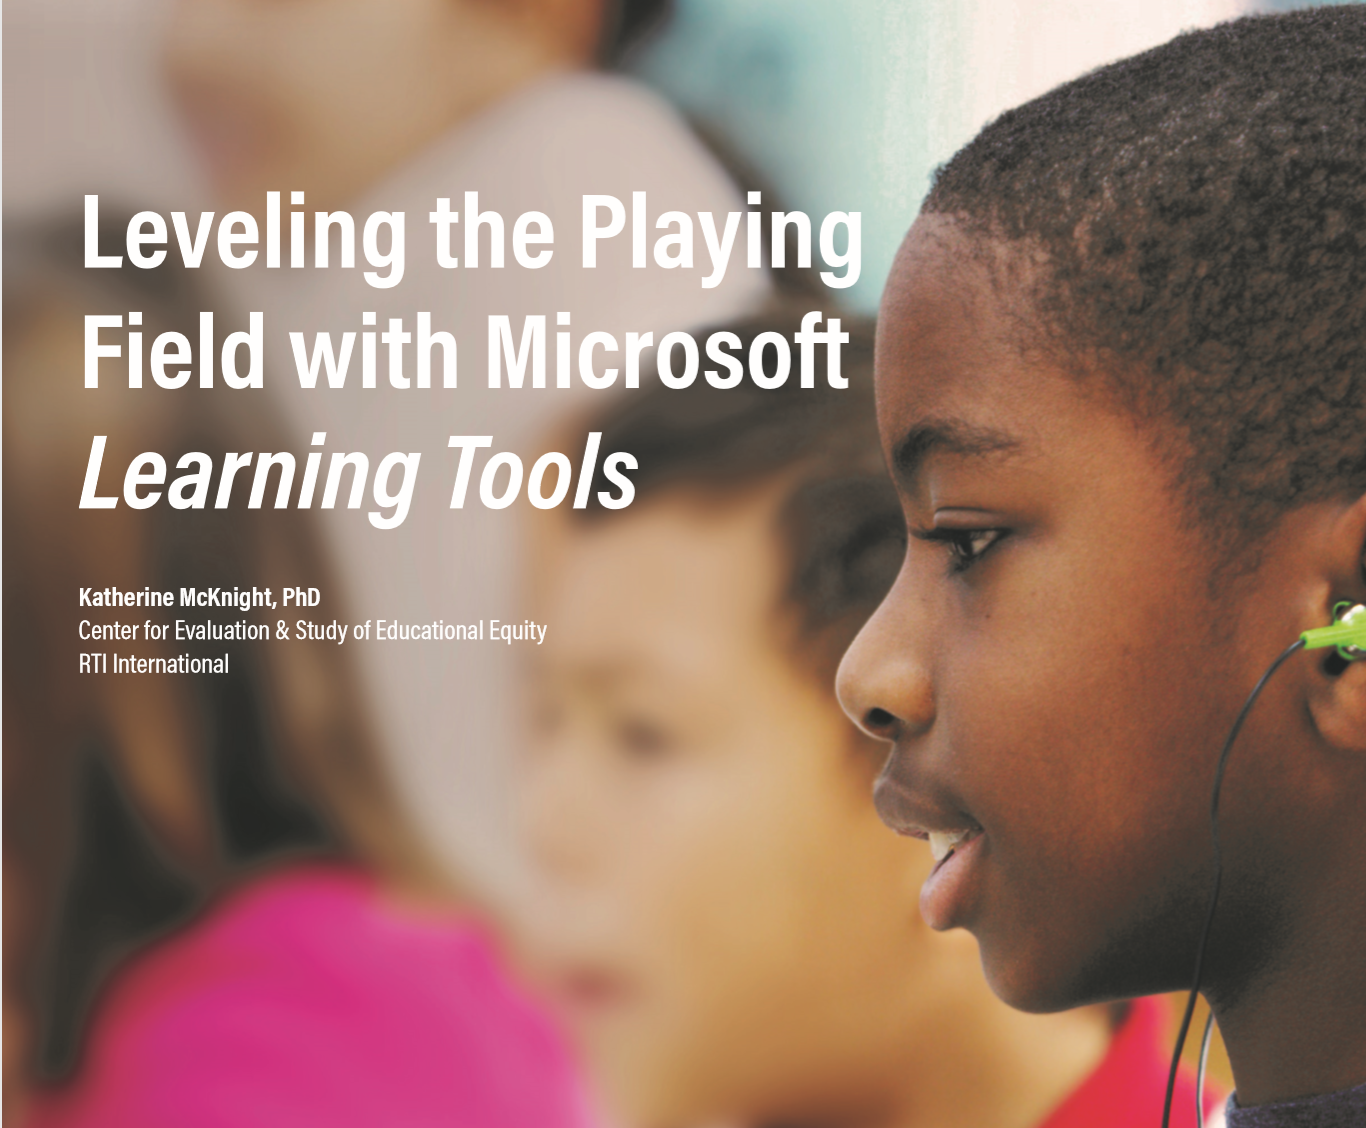 Leveling the Playing
Field with Microsoft
Learning Tools
Katherine McKnight, PhD
Center for Evaluation & Study of Educational Equity
RTI International